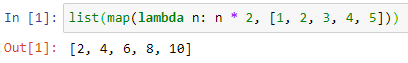 In [1]: list(map(lambda n: n * 2, [1, 2, 3, 4, 5]))
Out[1]: [2, 4, 6, 8, 10]